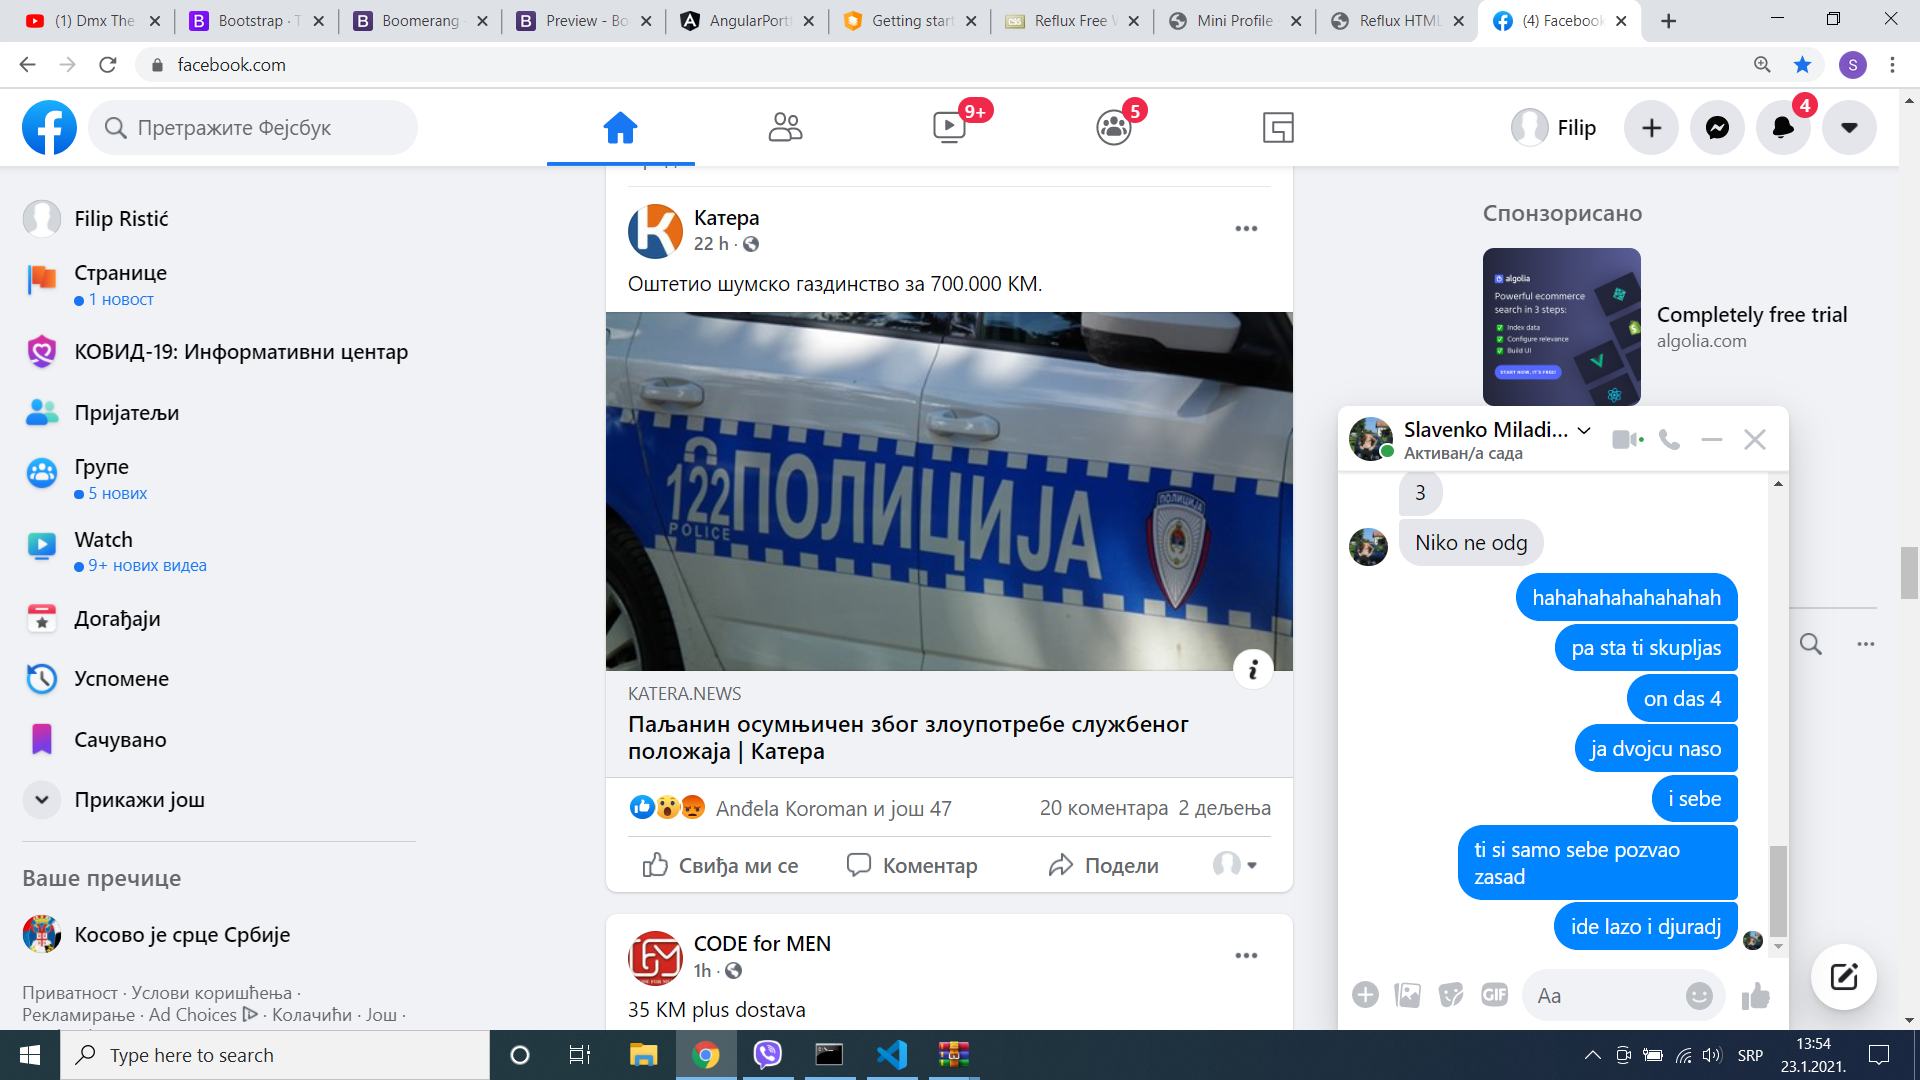 (1) Dmx The
Bootstrap · T
Boomerang
Preview - Bo
AngularPort
Getting start
Reflux Free
Mini Profile
Reflux HTML
(4) Facebook
facebook.com
S
Претражите Фејсбук
9+
5
Filip
4
Filip Ristić
Странице
1 новост
КОВИД-19: Информативни центар
Пријатељи
Групе
5 нових
Watch
9+ нових видеа
Догађаји
Успомене
Сачувано
Прикажи још
Ваше пречице
Косово је срце Србије
Приватност · Услови коришћења ·
Рекламирање · Ad Choices · Колачићи · Још ·
Катера
22 h ·
Оштетио шумско газдинство за 700.000 КМ.
122
POLICE
ПОЛИЦИЈА
ПОЛИЦИЈА
KATERA.NEWS
Паљанин осумњичен због злоупотребе службеног
положаја | Катера
Anđela Koroman и још 47
20 коментара 2 дељења
Свиђа ми се
Коментар
Подели
CODE for MEN
1h ·
35 KM plus dostava
Спонзорисано
algolia
Powerful ecommerce
search in 3 steps:
Index data
Configure relevance
Build UI
START NOW, IT'S FREE!
Completely free trial
algolia.com
Slavenko Miladi...
Активан/а сада
3
Niko ne odg
hahahahahahahahah
pa sta ti skupljas
on das 4
ja dvojcu naso
i sebe
ti si samo sebe pozvao
zasad
ide lazo i djuradj
GIF
Aa
Type here to search
SRP
13:54
23.1.2021.